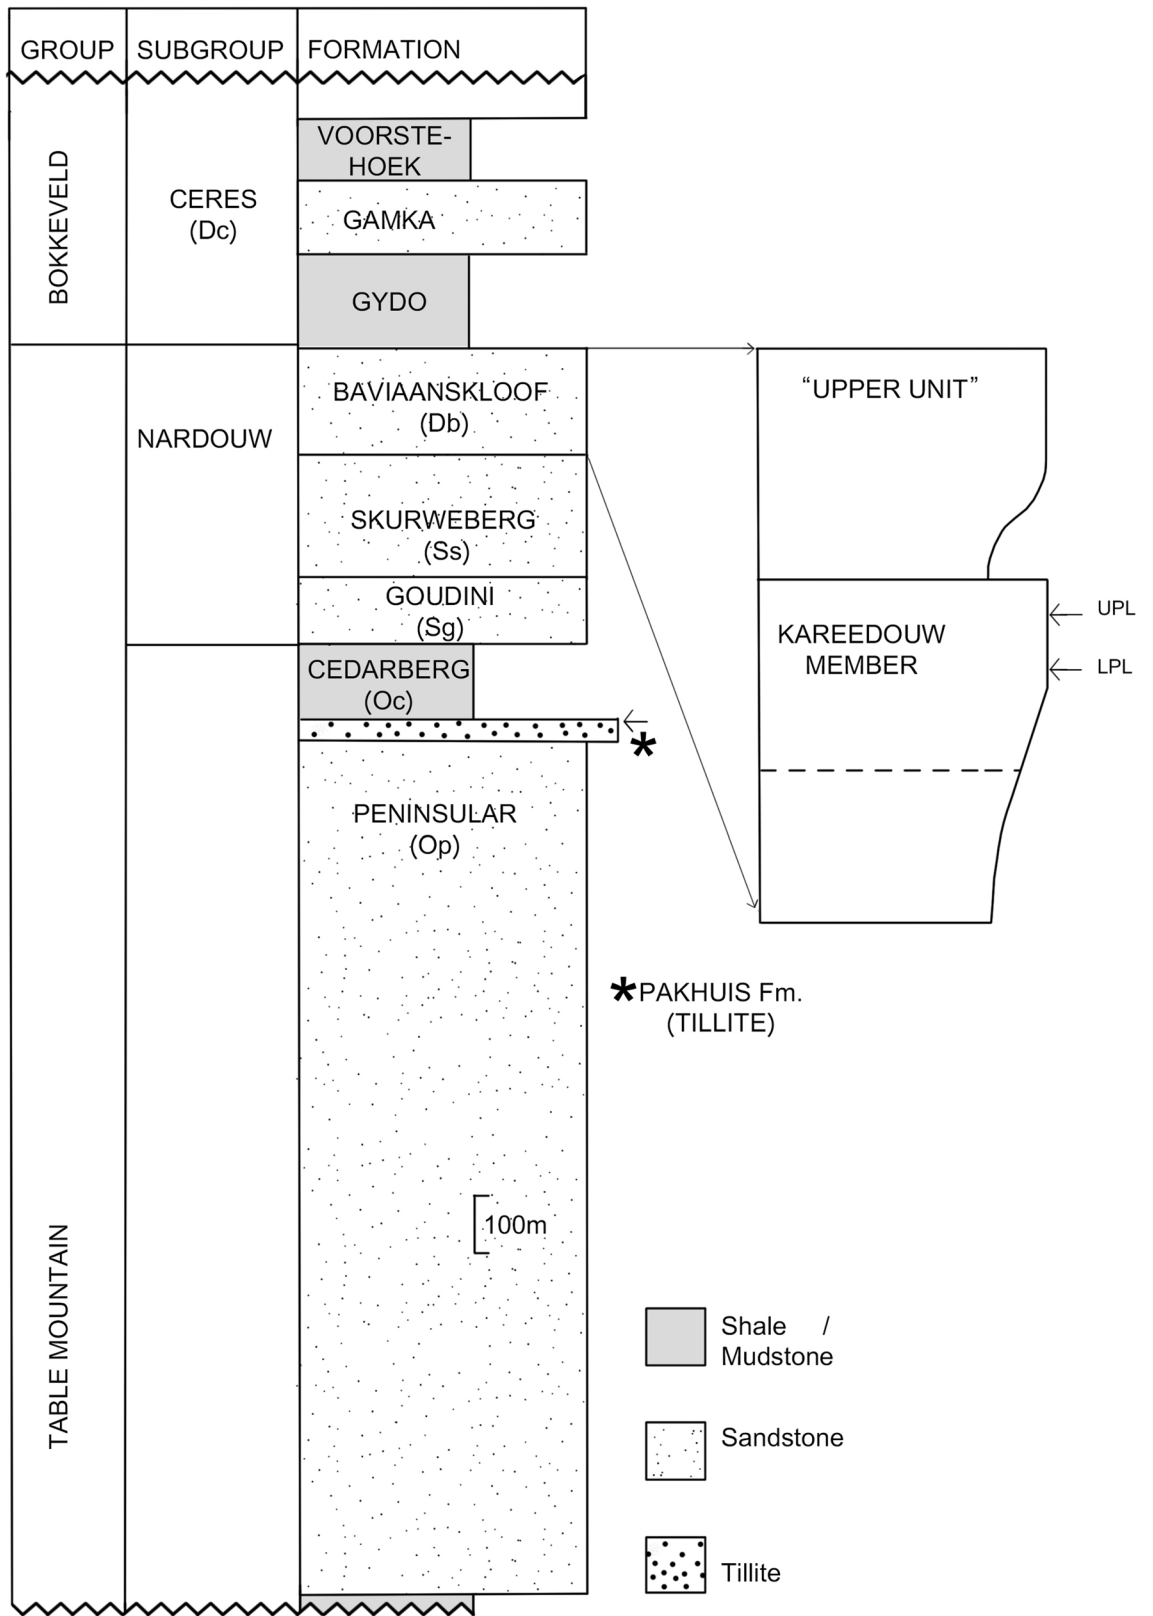 GROUP
SUBGROUP
FORMATION
BOKKEVELD
CERES
(Dc)
VOORSTE-
HOEK
GAMKA
GYDO
TABLE MOUNTAIN
NARDOUW
BAVIAANSKLOOF
(Db)
SKURWEBERG
(Ss)
GOUDINI
(Sg)
CEDARBERG
(Oc)
*
PENINSULAR
(Op)
100m
“UPPER UNIT”
KAREEDOUW
MEMBER
UPL
LPL
*PAKHUIS Fm.
(TILLITE)
Shale /
Mudstone
Sandstone
Tillite